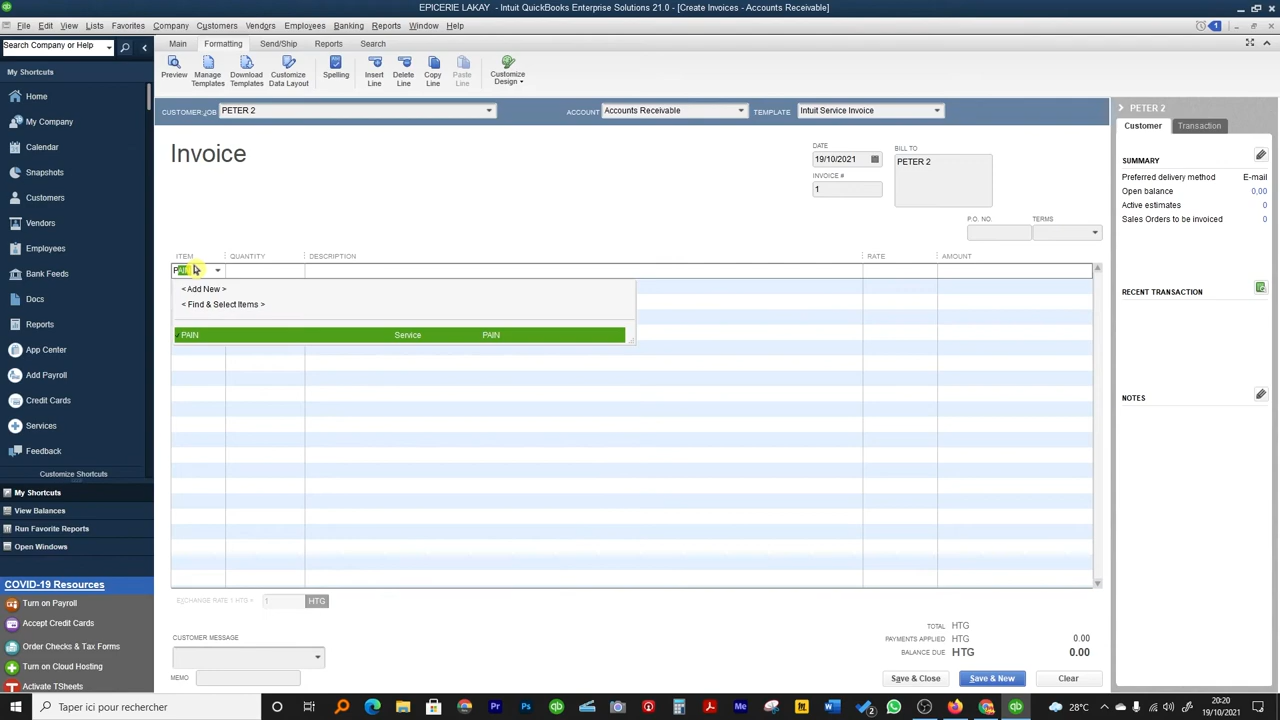 EPICERIE LAKAY - Intuit QuickBooks Enterprise Solutions 21.0 - [Create Invoices - Accounts Receivable]
File Edit View Lists Favorites Company Customers Vendors Employees Banking Reports Window Help
1
Search Company or Help
Main Formatting Send/Ship Reports Search
Preview
Manage Templates
Download Templates
Customize Data Layout
Spelling
Insert Line
Delete Line
Copy Line
Paste Line
Customize Design
My Shortcuts
Home
My Company
Calendar
Snapshots
Customers
Vendors
Employees
Bank Feeds
Docs
Reports
App Center
Add Payroll
Credit Cards
Services
Feedback
Customize Shortcuts
My Shortcuts
View Balances
Run Favorite Reports
Open Windows
COVID-19 Resources
Turn on Payroll
Accept Credit Cards
Order Checks & Tax Forms
Turn on Cloud Hosting
Activate TSheets
CUSTOMER:JOB PETER 2 ACCOUNT Accounts Receivable TEMPLATE Intuit Service Invoice
Invoice
DATE
19/10/2021
INVOICE #
1
BILL TO
PETER 2
P.O. NO. TERMS
ITEM QUANTITY DESCRIPTION RATE AMOUNT
PAIN
< Add New >
< Find & Select Items >
PAIN Service PAIN
EXCHANGE RATE 1 HTG = 1 HTG
TOTAL HTG
PAYMENTS APPLIED HTG 0.00
BALANCE DUE HTG 0.00
CUSTOMER MESSAGE
MEMO
Save & Close Save & New Clear
PETER 2
Customer Transaction
SUMMARY
Preferred delivery method E-mail
Open balance 0,00
Active estimates 0
Sales Orders to be invoiced 0
RECENT TRANSACTION
NOTES
Taper ici pour rechercher
28°C
20:20
19/10/2021